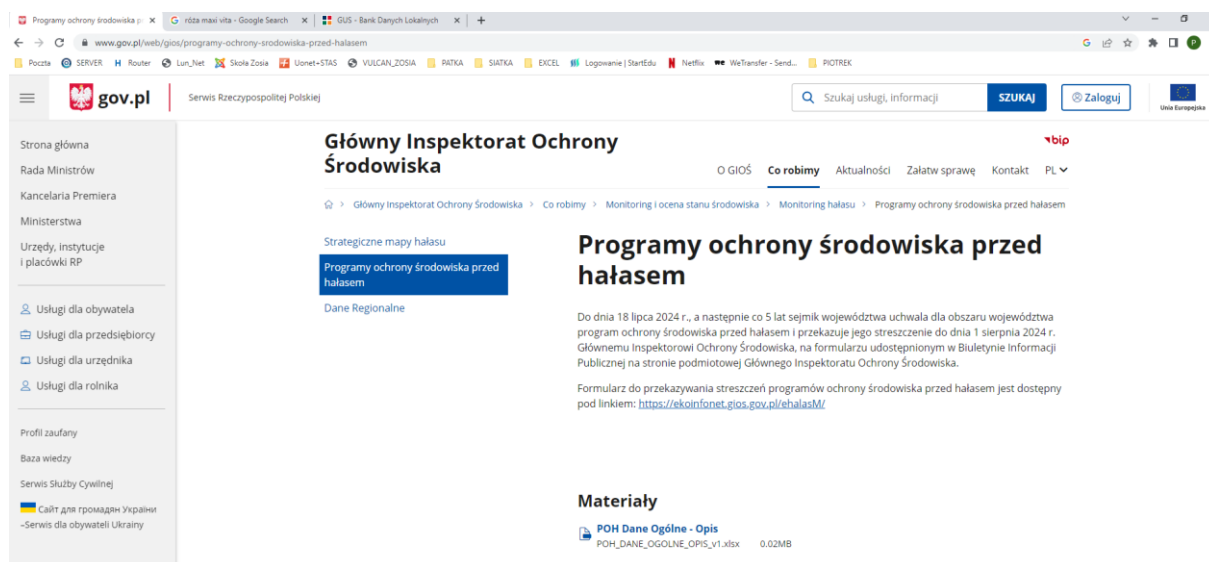 Programy ochrony środowiska p
róża maxi vita - Google Search
GUS - Bank Danych Lokalnych
www.gov.pl/web/gios/programy-ochrony-srodowiska-przed-halasem
Poczta SERVER Router Lun_Net Skoła Zosia Uonet+STAS VULCAN_ZOSIA PATKA SIATKA EXCEL Logowanie | StartEdu Netflix WeTransfer - Send... PIOTREK
gov.pl
Serwis Rzeczypospolitej Polskiej
Szukaj usługi, informacji
SZUKAJ
Zaloguj
Unia Europejska
Strona główna
Rada Ministrów
Kancelaria Premiera
Ministerstwa
Urzędy, instytucje
i placówki RP
Usługi dla obywatela
Usługi dla przedsiębiorcy
Usługi dla urzędnika
Usługi dla rolnika
Profil zaufany
Baza wiedzy
Serwis Służby Cywilnej
Сайт для громадян України
–Serwis dla obywateli Ukrainy
Główny Inspektorat Ochrony
Środowiska
bip
O GIOŚ Co robimy Aktualności Załatw sprawę Kontakt PL
Główny Inspektorat Ochrony Środowiska > Co robimy > Monitoring i ocena stanu środowiska > Monitoring hałasu > Programy ochrony środowiska przed hałasem
Strategiczne mapy hałasu
Programy ochrony środowiska przed
hałasem
Dane Regionalne
Programy ochrony środowiska przed
hałasem
Do dnia 18 lipca 2024 r., a następnie co 5 lat sejmik województwa uchwala dla obszaru województwa
program ochrony środowiska przed hałasem i przekazuje jego streszczenie do dnia 1 sierpnia 2024 r.
Głównemu Inspektorowi Ochrony Środowiska, na formularzu udostępnionym w Biuletynie Informacji
Publicznej na stronie podmiotowej Głównego Inspektoratu Ochrony Środowiska.
Formularz do przekazywania streszczeń programów ochrony środowiska przed hałasem jest dostępny
pod linkiem: https://ekoinfonet.gios.gov.pl/ehalasM/
Materiały
POH Dane Ogólne - Opis
POH_DANE_OGOLNE_OPIS_v1.xlsx 0.02MB